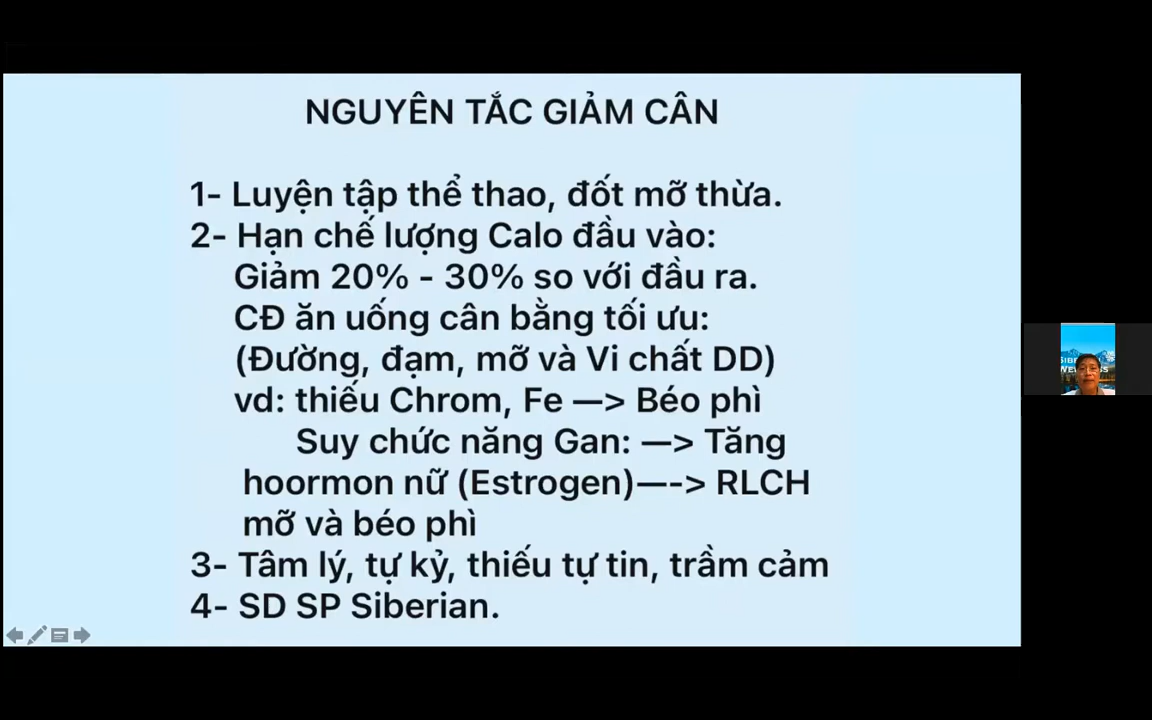 NGUYÊN TẮC GIẢM CÂN
1- Luyện tập thể thao, đốt mỡ thừa.
2- Hạn chế lượng Calo đầu vào:
Giảm 20% - 30% so với đầu ra.
CĐ ăn uống cân bằng tối ưu:
(Đường, đạm, mỡ và Vi chất DD)
vd: thiếu Chrom, Fe —> Béo phì
Suy chức năng Gan: —> Tăng
hoormon nữ (Estrogen)—-> RLCH
mỡ và béo phì
3- Tâm lý, tự kỷ, thiếu tự tin, trầm cảm
4- SD SP Siberian.